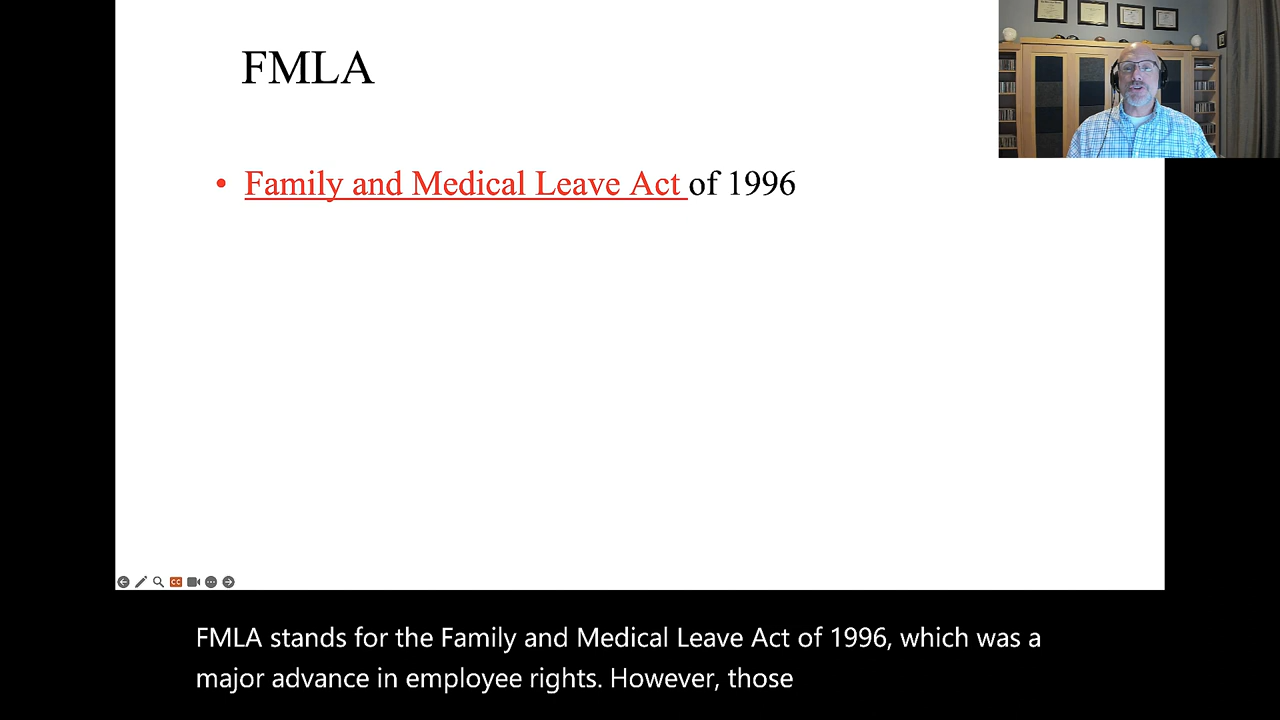 FMLA
• Family and Medical Leave Act of 1996
CC
FMLA stands for the Family and Medical Leave Act of 1996, which was a
major advance in employee rights. However, those